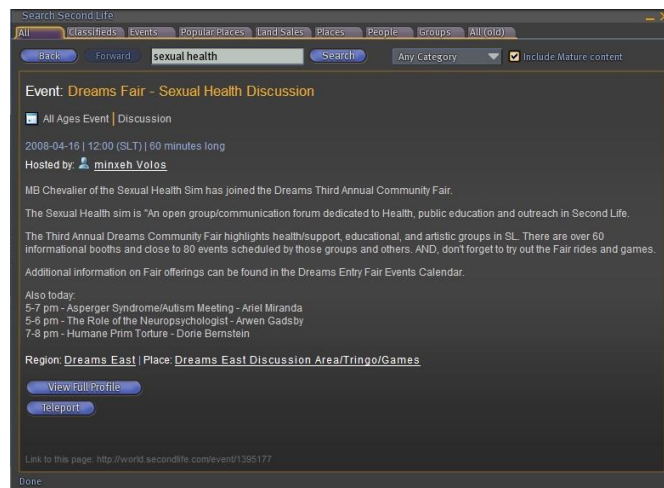 Search Second Life
All Classifieds Events Popular Places Land Sales Places People Groups All (old)
Back Forward sexual health Search Any Category Include Mature content
Event: Dreams Fair - Sexual Health Discussion
All Ages Event | Discussion
2008-04-16 | 12:00 (SLT) | 60 minutes long
Hosted by: minxeh Volos
MB Chevalier of the Sexual Health Sim has joined the Dreams Third Annual Community Fair.
The Sexual Health sim is "An open group/communication forum dedicated to Health, public education and outreach in Second Life.
The Third Annual Dreams Community Fair highlights health/support, educational, and artistic groups in SL. There are over 60
informational booths and close to 80 events scheduled by those groups and others. AND, don't forget to try out the Fair rides and games.
Additional information on Fair offerings can be found in the Dreams Entry Fair Events Calendar.
Also today:
5-7 pm - Asperger Syndrome/Autism Meeting - Ariel Miranda
5-6 pm - The Role of the Neuropsychologist - Arwen Gadsby
7-8 pm - Humane Prim Torture - Dorie Bernstein
Region: Dreams East | Place: Dreams East Discussion Area/Tringo/Games
View Full Profile
Teleport
Link to this page: http://world.secondlife.com/event/1395177
Done